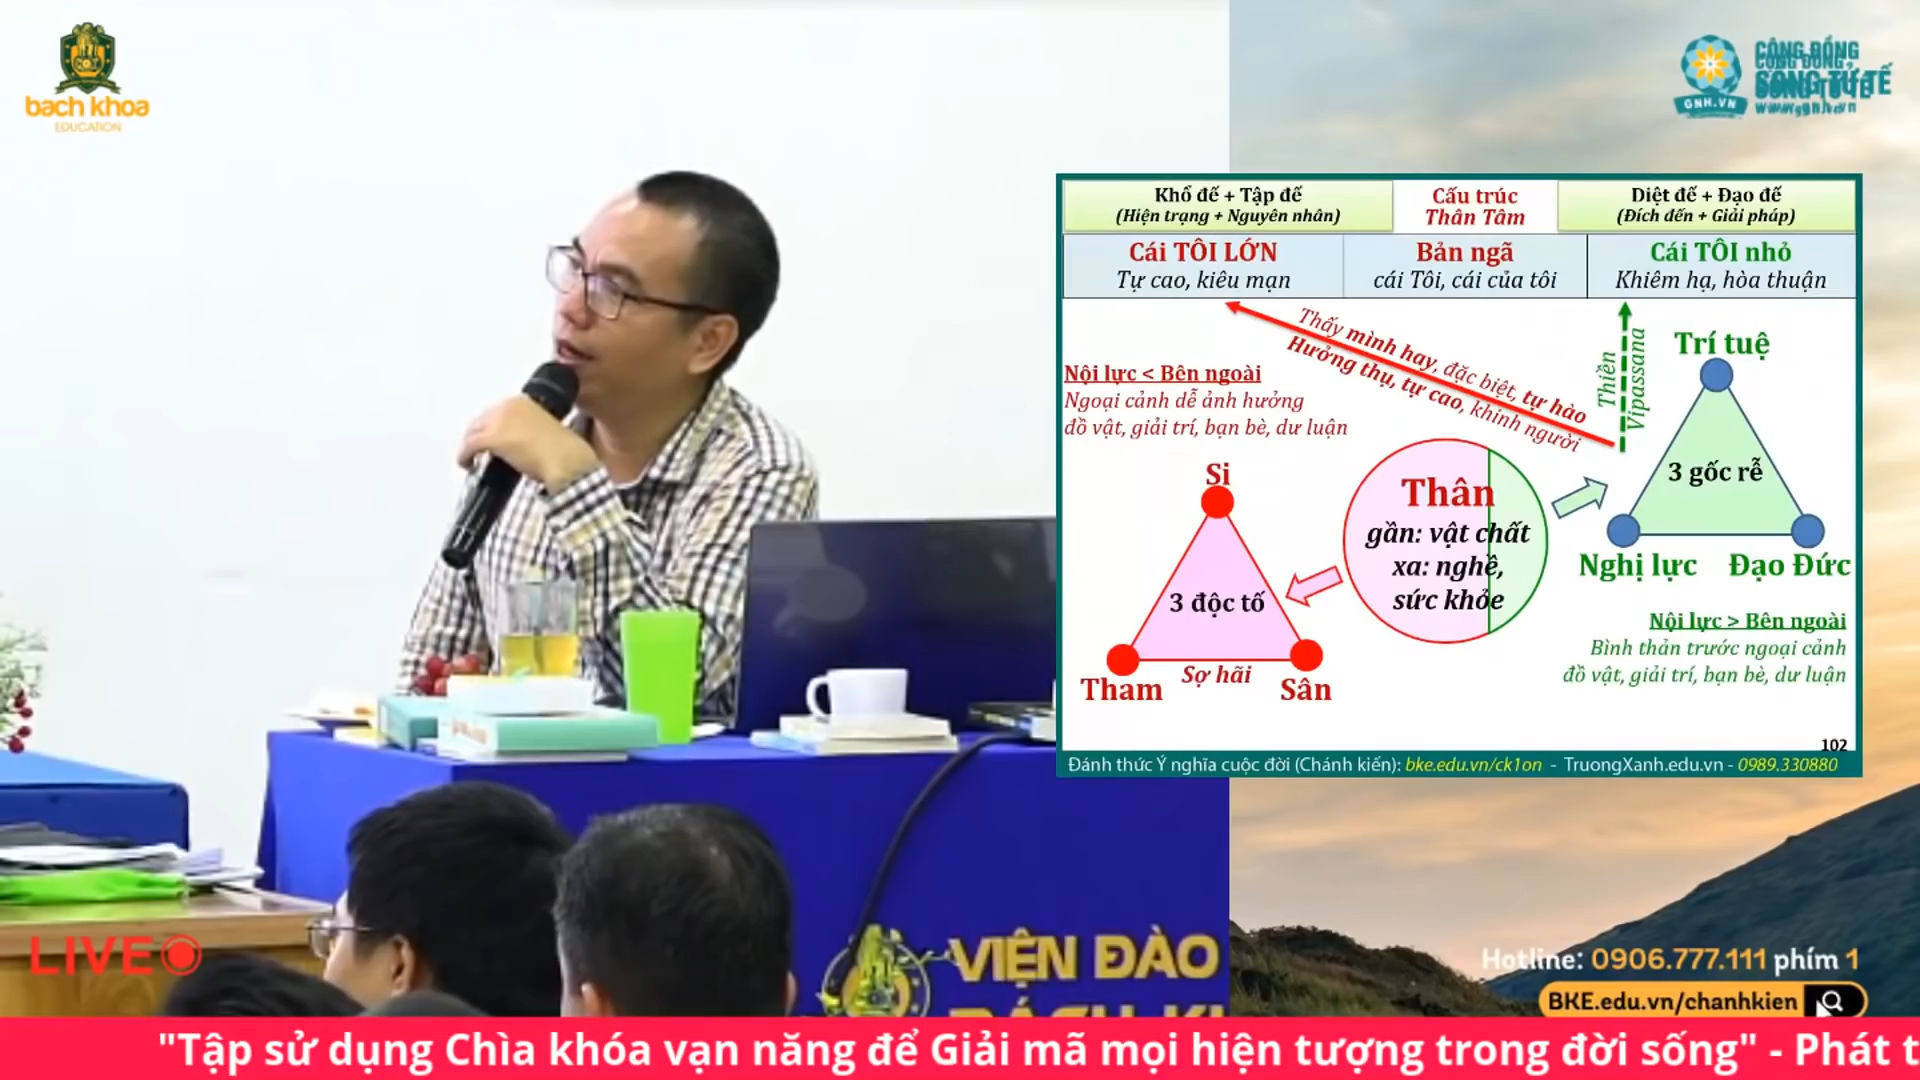 bach khoa
EDUCATION
GNH.VN
CỘNG ĐỒNG
SỐNG TỬ TẾ
www.gnh.vn
Khổ đế + Tập đế
(Hiện trạng + Nguyên nhân)
Cấu trúc
Thân Tâm
Diệt đế + Đạo đế
(Đích đến + Giải pháp)
Cái TÔI LỚN
Tự cao, kiêu mạn
Bản ngã
cái Tôi, cái của tôi
Cái TÔI nhỏ
Khiêm hạ, hòa thuận
Thấy mình hay, đặc biệt, tự hào
Hưởng thụ, tự cao, khinh người
Thiền
Vipassana
Trí tuệ
3 gốc rễ
Nghị lực
Đạo Đức
Nội lực < Bên ngoài
Ngoại cảnh dễ ảnh hưởng
đồ vật, giải trí, bạn bè, dư luận
Si
3 độc tố
Tham
Sợ hãi
Sân
Thân
gần: vật chất
xa: nghề,
sức khỏe
Nội lực > Bên ngoài
Bình thản trước ngoại cảnh
đồ vật, giải trí, bạn bè, dư luận
102
Đánh thức Ý nghĩa cuộc đời (Chánh kiến): bke.edu.vn/ck1on - TruongXanh.edu.vn - 0989.330880
LIVE
VIỆN ĐÀO
Hotline: 0906.777.111 phím 1
BKE.edu.vn/chanhkien
"Tập sử dụng Chìa khóa vạn năng để Giải mã mọi hiện tượng trong đời sống" - Phát t